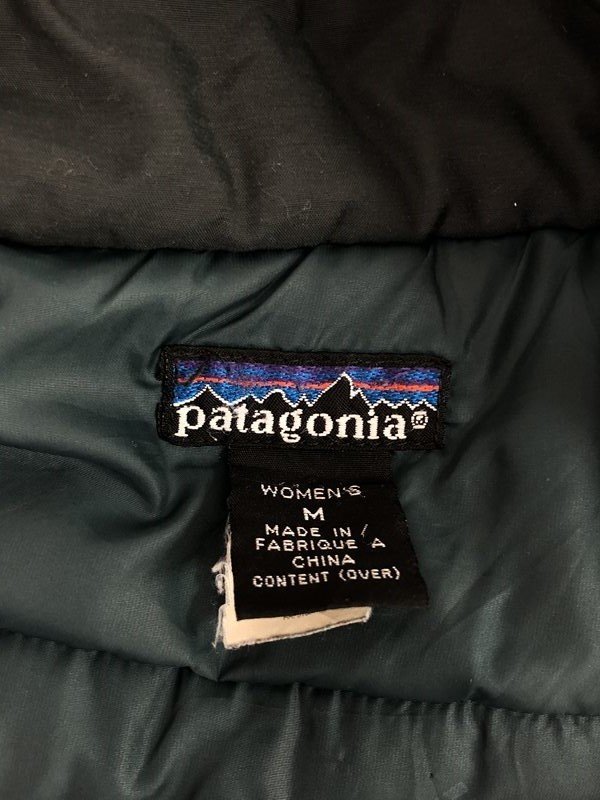 patagonia®
WOMEN'S
M
MADE IN /
FABRIQUE A
CHINA
CONTENT (OVER)